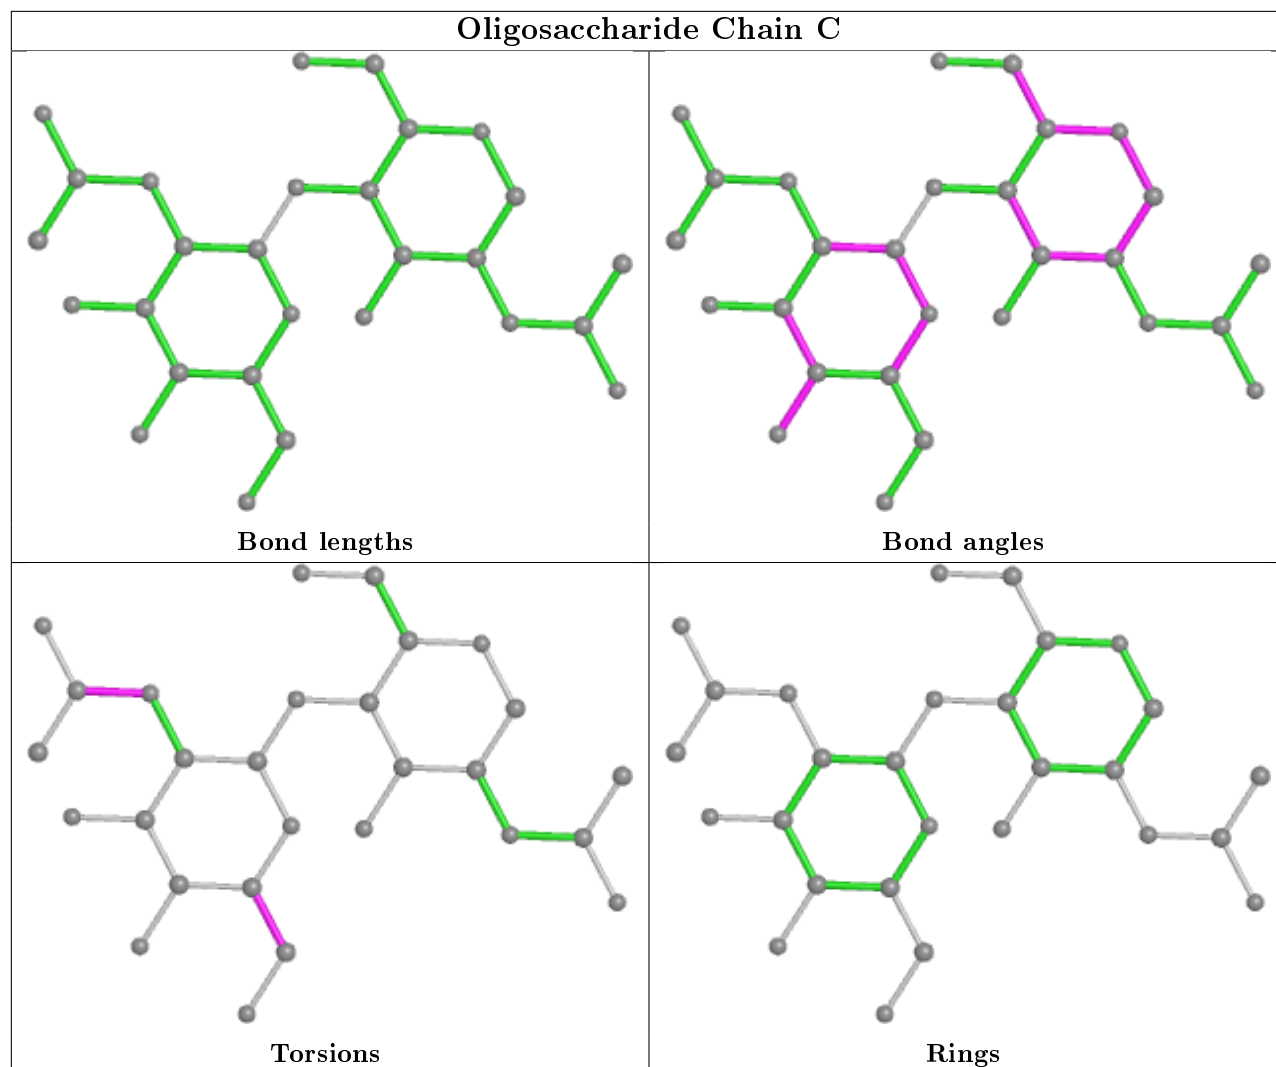 Oligosaccharide Chain C
Bond lengths
Bond angles
Torsions
Rings